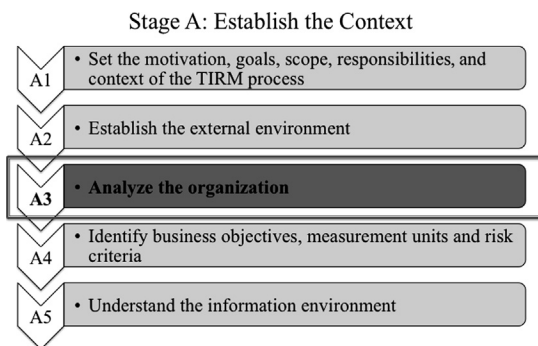 Stage A: Establish the Context
A1
• Set the motivation, goals, scope, responsibilities, and
context of the TIRM process
A2
• Establish the external environment
A3
• Analyze the organization
A4
• Identify business objectives, measurement units and risk
criteria
A5
• Understand the information environment